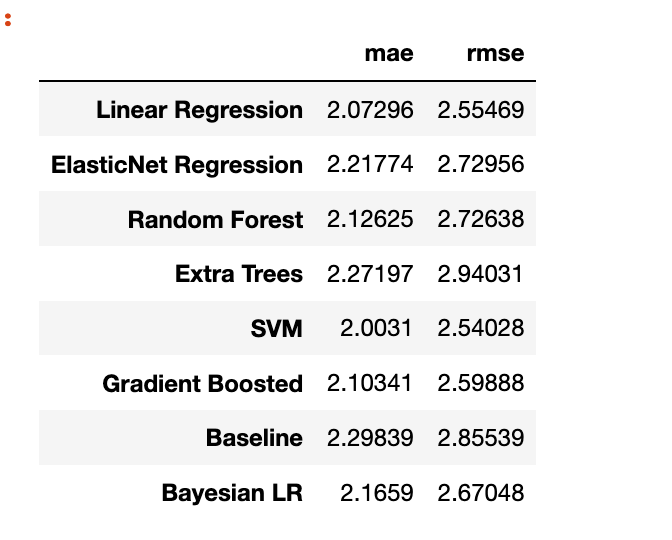 :
mae rmse
Linear Regression 2.07296 2.55469
ElasticNet Regression 2.21774 2.72956
Random Forest 2.12625 2.72638
Extra Trees 2.27197 2.94031
SVM 2.0031 2.54028
Gradient Boosted 2.10341 2.59888
Baseline 2.29839 2.85539
Bayesian LR 2.1659 2.67048